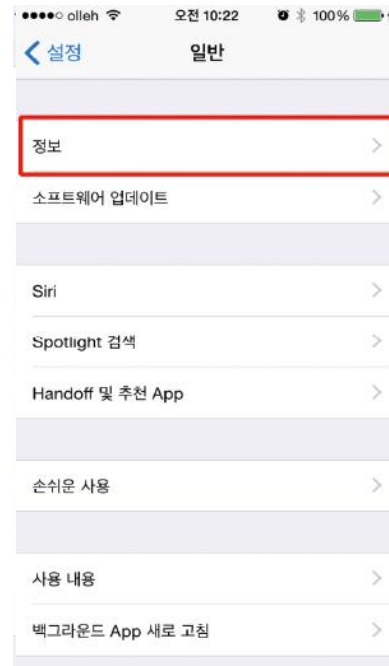 olleh 오전 10:22 100%
설정 일반
정보
소프트웨어 업데이트
Siri
Spotlight 검색
Handoff 및 추천 App
손쉬운 사용
사용 내용
백그라운드 App 새로 고침